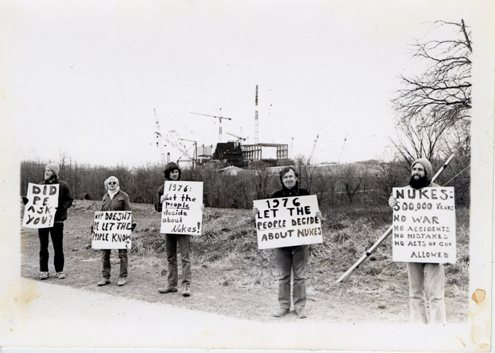 DID
PE
ASK
YOU?
WHY DOESN'T
PE LET THE
PEOPLE KNOW
1976:
Let the
people
decide
about
Nukes!
1976
LET THE
PEOPLE DECIDE
ABOUT NUKES
NUKES:
500,000 YEARS
NO WAR
NO ACCIDENTS
NO MISTAKES
NO ACTS OF GOD
ALLOWED